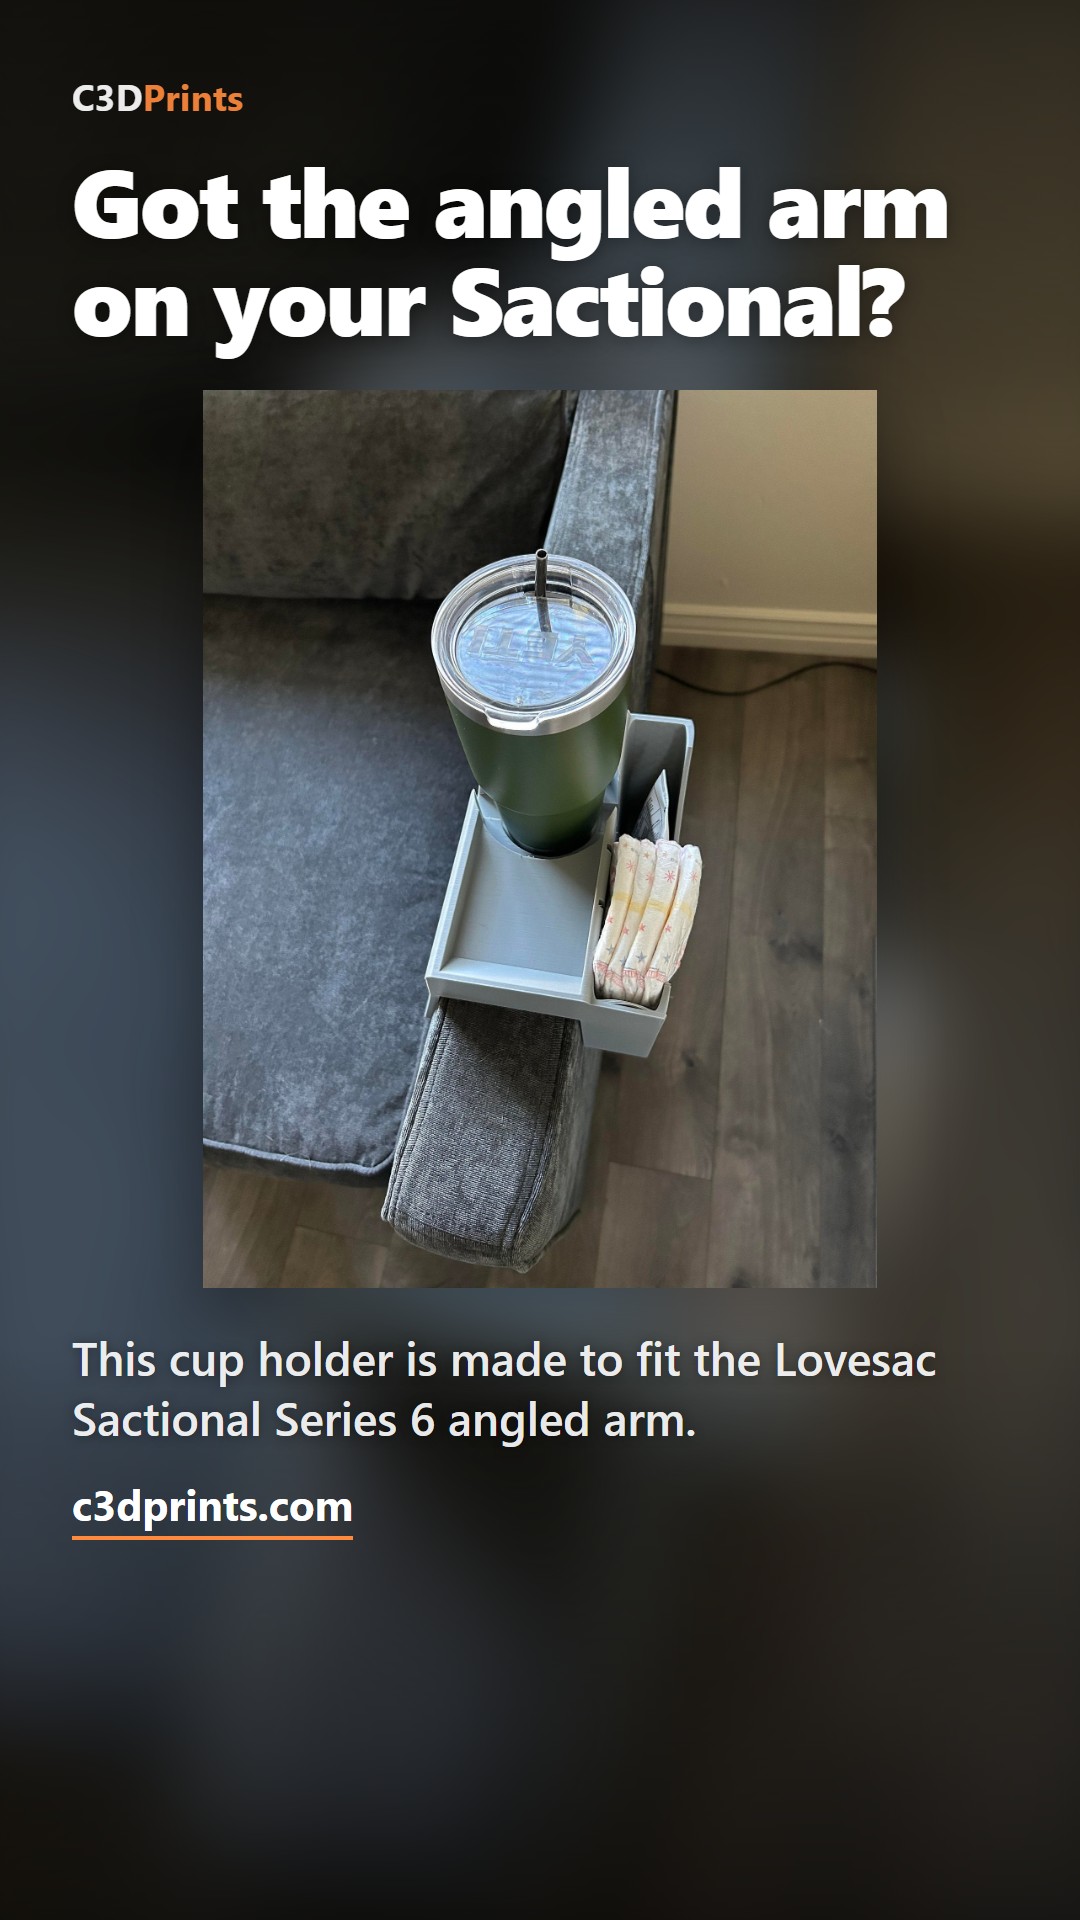 C3DPrints
Got the angled arm
on your Sactional?
YETI
This cup holder is made to fit the Lovesac
Sactional Series 6 angled arm.
c3dprints.com